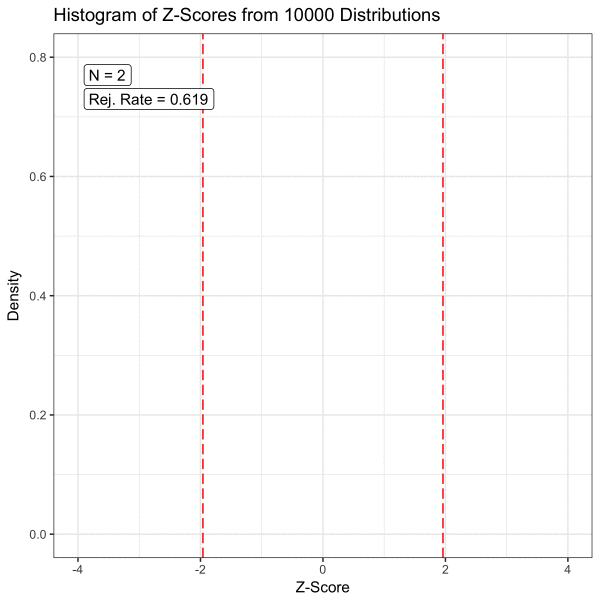 Histogram of Z-Scores from 10000 Distributions
N = 2
Rej. Rate = 0.619
Density
0.8
0.6
0.4
0.2
0.0
-4 -2 0 2 4
Z-Score